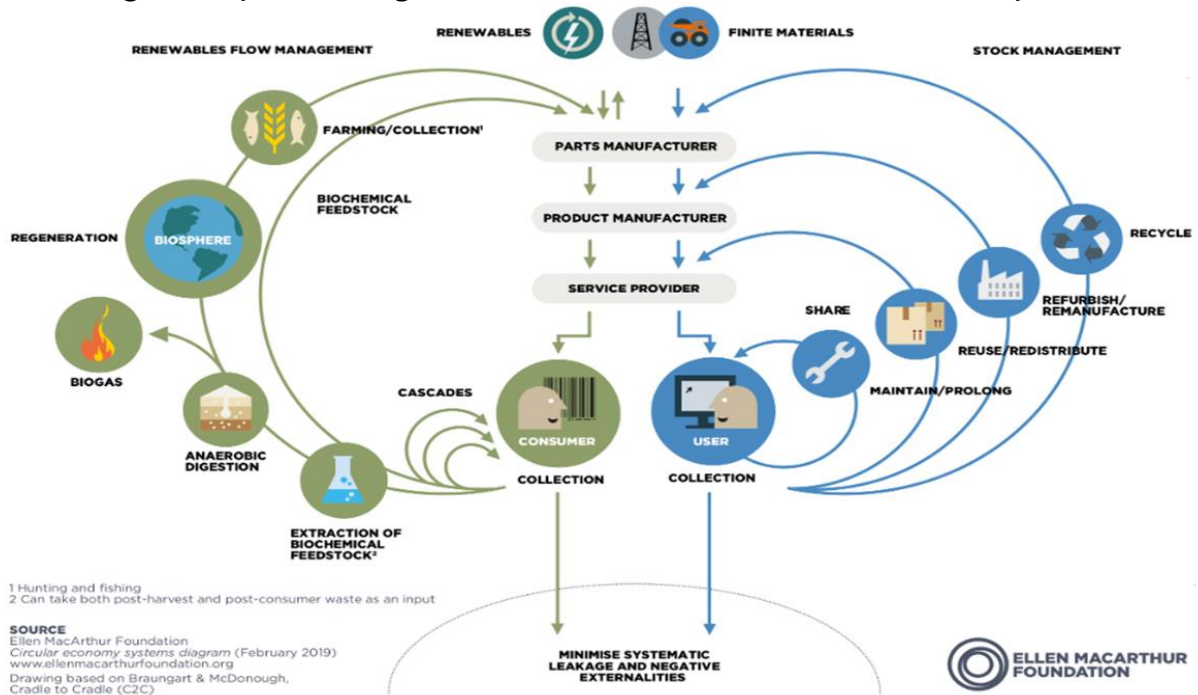 RENEWABLES
FINITE MATERIALS
RENEWABLES FLOW MANAGEMENT
STOCK MANAGEMENT
PARTS MANUFACTURER
PRODUCT MANUFACTURER
SERVICE PROVIDER
FARMING/COLLECTION¹
BIOCHEMICAL
FEEDSTOCK
REGENERATION
BIOSPHERE
BIOGAS
ANAEROBIC
DIGESTION
EXTRACTION OF
BIOCHEMICAL
FEEDSTOCK²
CASCADES
CONSUMER
COLLECTION
USER
COLLECTION
SHARE
MAINTAIN/PROLONG
REUSE/REDISTRIBUTE
REFURBISH/
REMANUFACTURE
RECYCLE
MINIMISE SYSTEMATIC
LEAKAGE AND NEGATIVE
EXTERNALITIES
1 Hunting and fishing
2 Can take both post-harvest and post-consumer waste as an input
SOURCE
Ellen MacArthur Foundation
Circular economy systems diagram (February 2019)
www.ellenmacarthurfoundation.org
Drawing based on Braungart & McDonough,
Cradle to Cradle (C2C)
ELLEN MACARTHUR
FOUNDATION